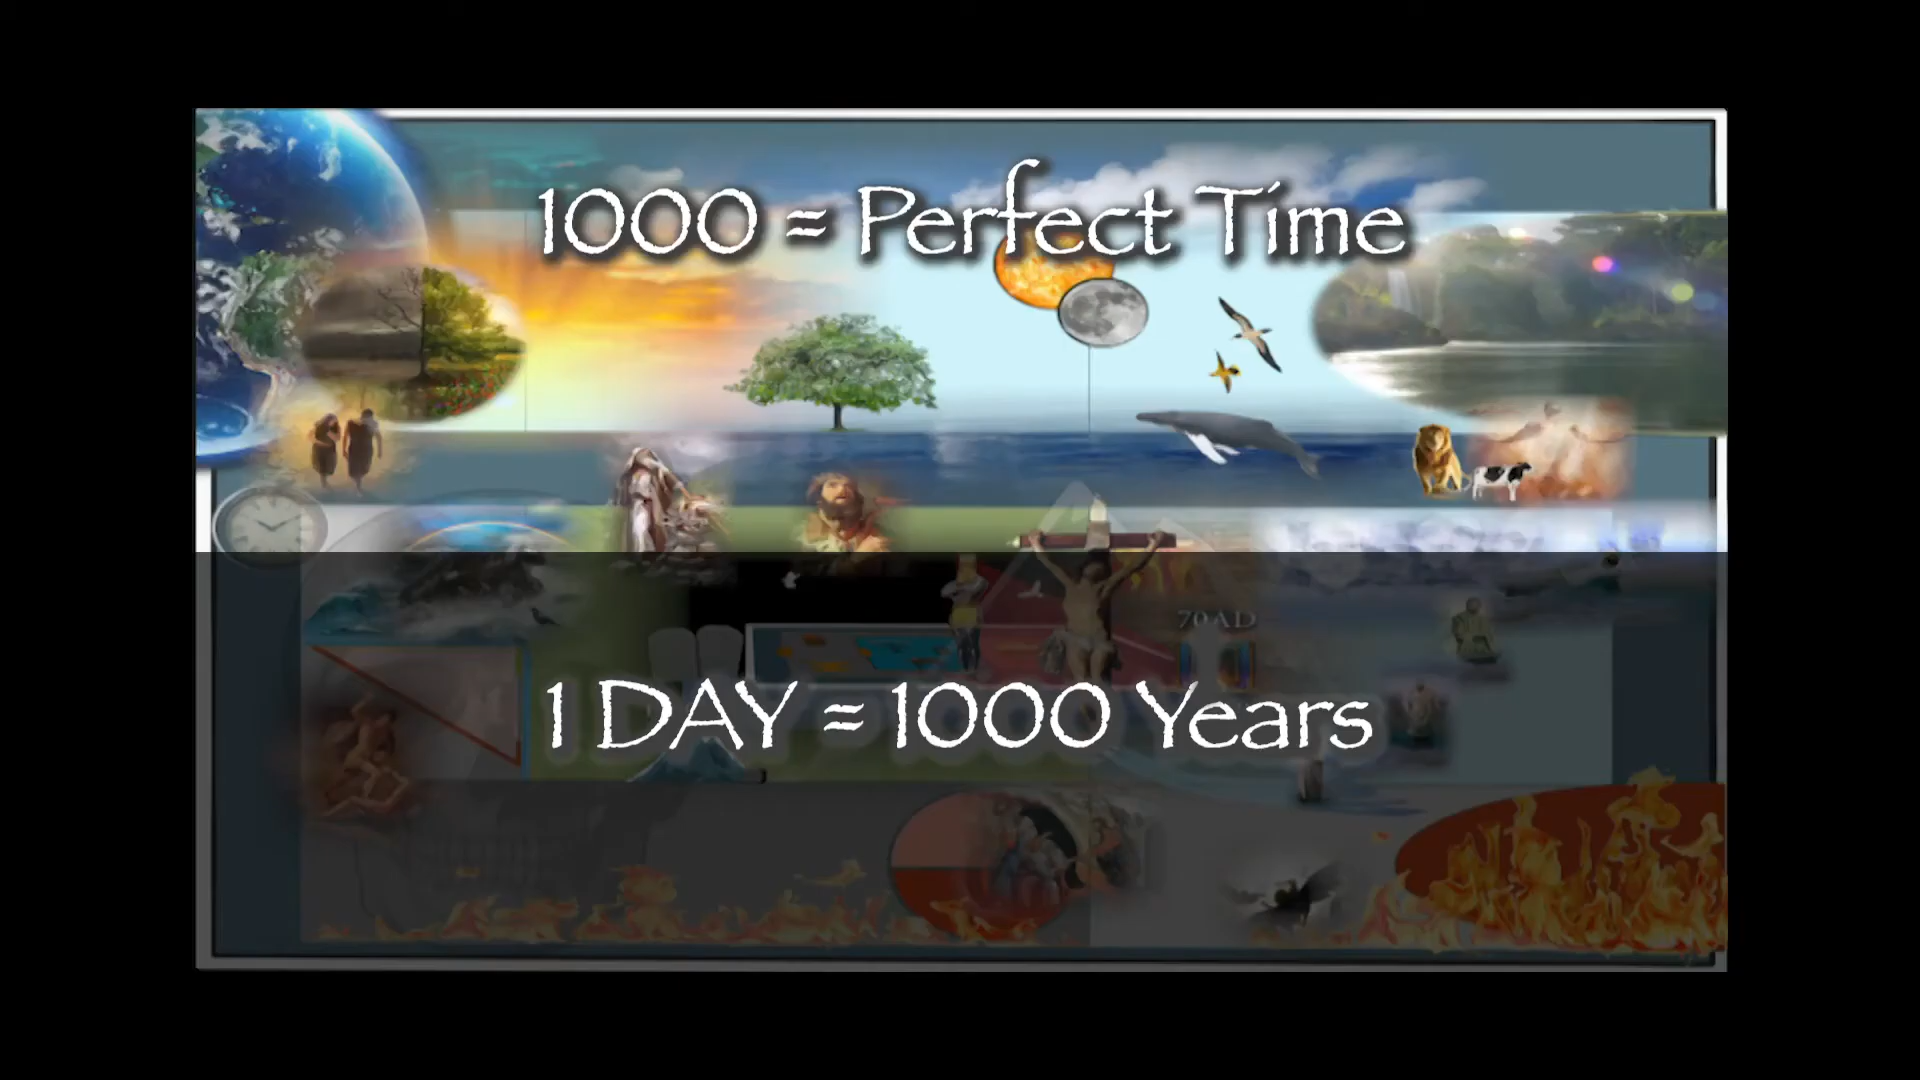 1000 = Perfect Time
70 AD
1 DAY = 1000 Years